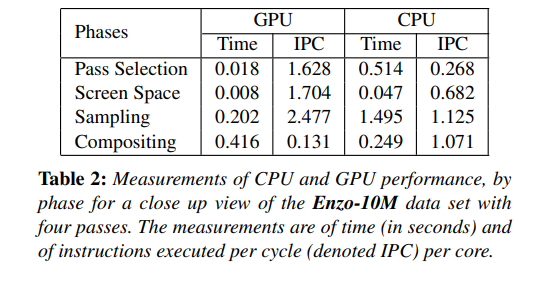 Phases GPU CPU
Time IPC Time IPC
Pass Selection 0.018 1.628 0.514 0.268
Screen Space 0.008 1.704 0.047 0.682
Sampling 0.202 2.477 1.495 1.125
Compositing 0.416 0.131 0.249 1.071
Table 2: Measurements of CPU and GPU performance, by
phase for a close up view of the Enzo-10M data set with
four passes. The measurements are of time (in seconds) and
of instructions executed per cycle (denoted IPC) per core.